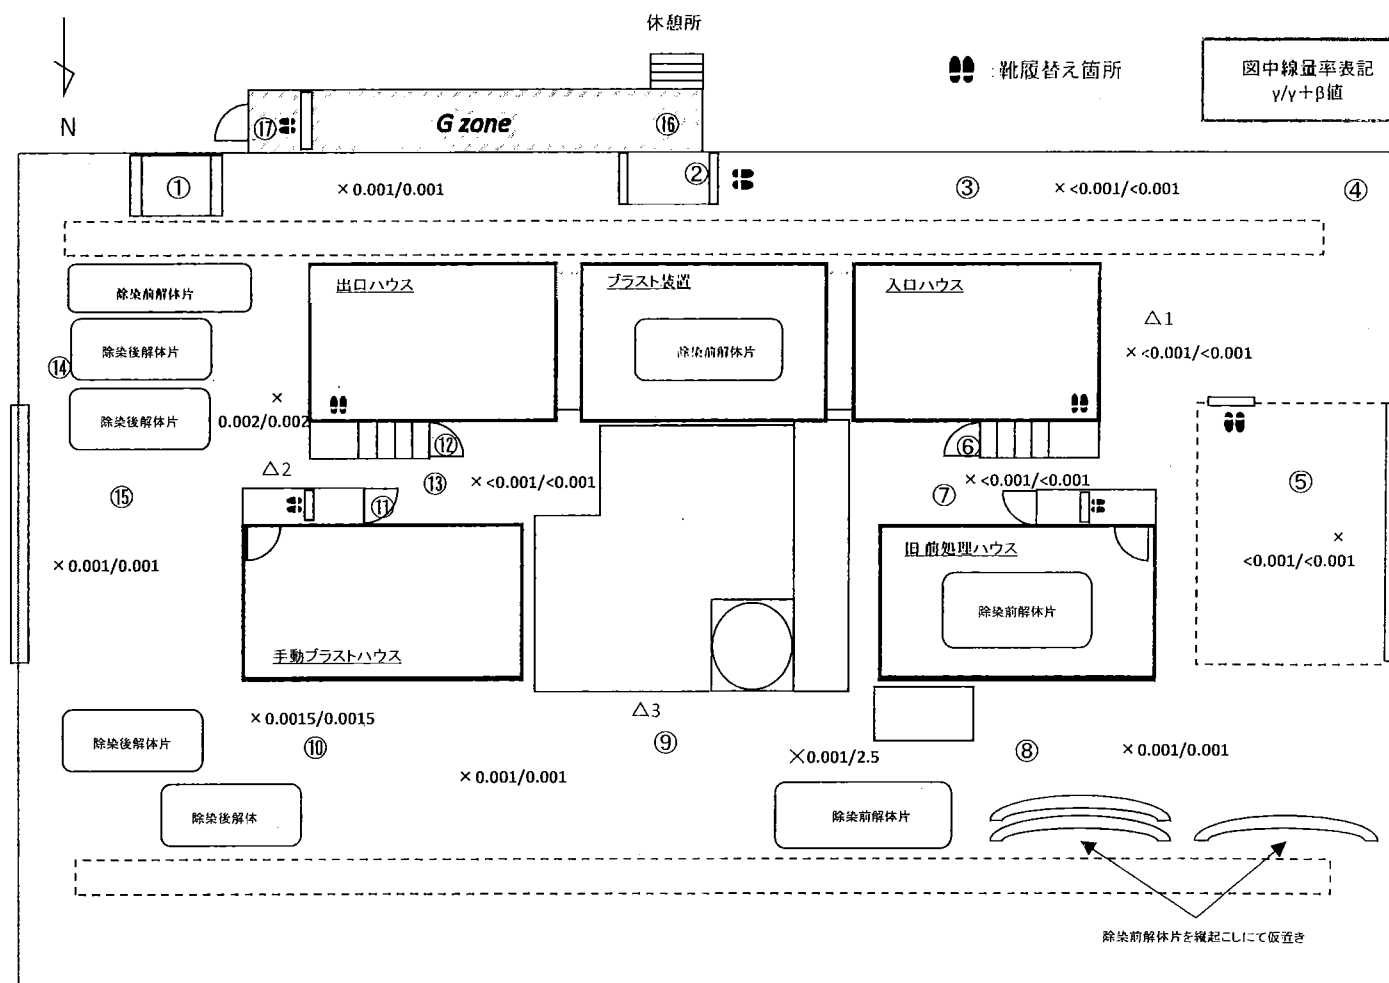 休憩所
:靴履替え箇所
図中線量率表記
γ/γ+β値
N
⑰
G zone
⑯
①
× 0.001/0.001
②
③
× <0.001/<0.001
④
除染前解体片
出口ハウス
ブラスト装置
入口ハウス
除染後解体片
⑭
除染前解体片
△1
× <0.001/<0.001
除染後解体片
×
0.002/0.002
⑫
⑥
△2
⑬
× <0.001/<0.001
× <0.001/<0.001
⑤
⑮
⑪
⑦
旧前処理ハウス
×
<0.001/<0.001
× 0.001/0.001
除染前解体片
手動ブラストハウス
× 0.0015/0.0015
△3
除染後解体片
⑩
⑨
×0.001/2.5
⑧
× 0.001/0.001
× 0.001/0.001
除染後解体
除染前解体片
除染前解体片を縦起こしにて仮置き